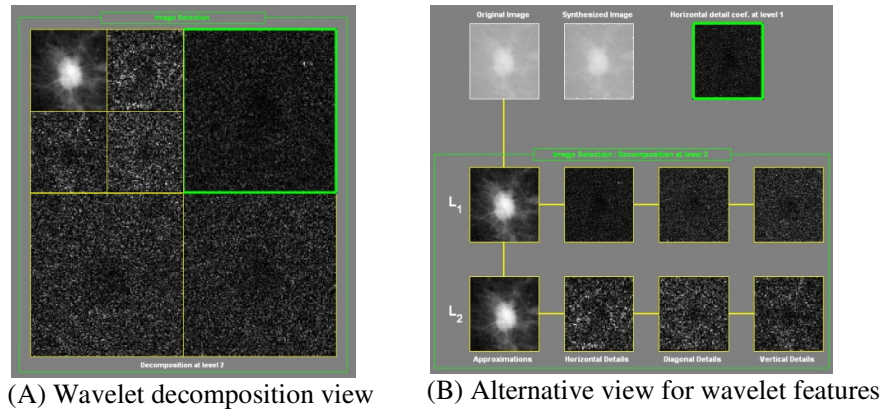 Image Selection
Decomposition at level 2
(A) Wavelet decomposition view
Original Image
Synthesized Image
Horizontal detail coef. at level 1
Image Selection : Decomposition at level 2
L1
L2
Approximations
Horizontal Details
Diagonal Details
Vertical Details
(B) Alternative view for wavelet features